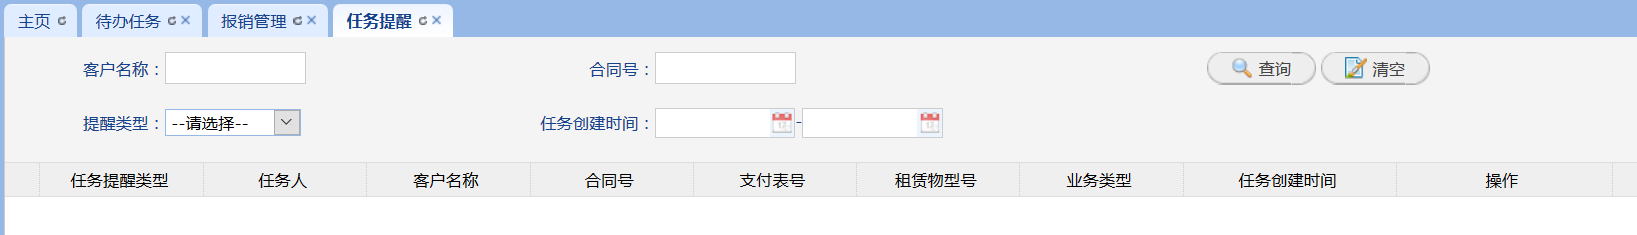 主页 待办任务 报销管理 任务提醒
客户名称： 合同号： 查询 清空
提醒类型： --请选择-- 任务创建时间： -
任务提醒类型 任务人 客户名称 合同号 支付表号 租赁物型号 业务类型 任务创建时间 操作